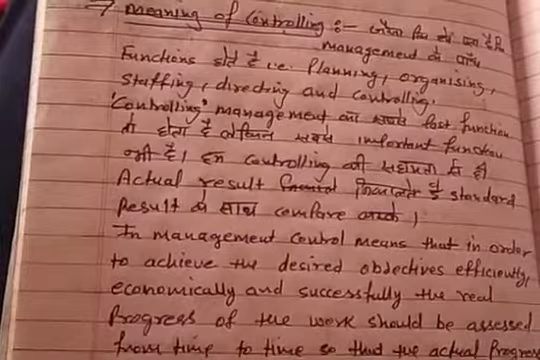 → Meaning of Controlling :- जैसा कि हमें पता है कि
management के पाँच
Functions होते हैं i.e. Planning, organising,
Staffing, directing and controlling.
'Controlling' management का सबसे last function
तो होता है लेकिन सबसे important function
भी है। हम controlling की सहायता से ही
Actual result निकालते है standard
Result के साथ compare करके।
In management control means that in order
to achieve the desired objectives efficiently,
economically and successfully the real
Progress of the work should be assessed
from time to time so that the actual Progress